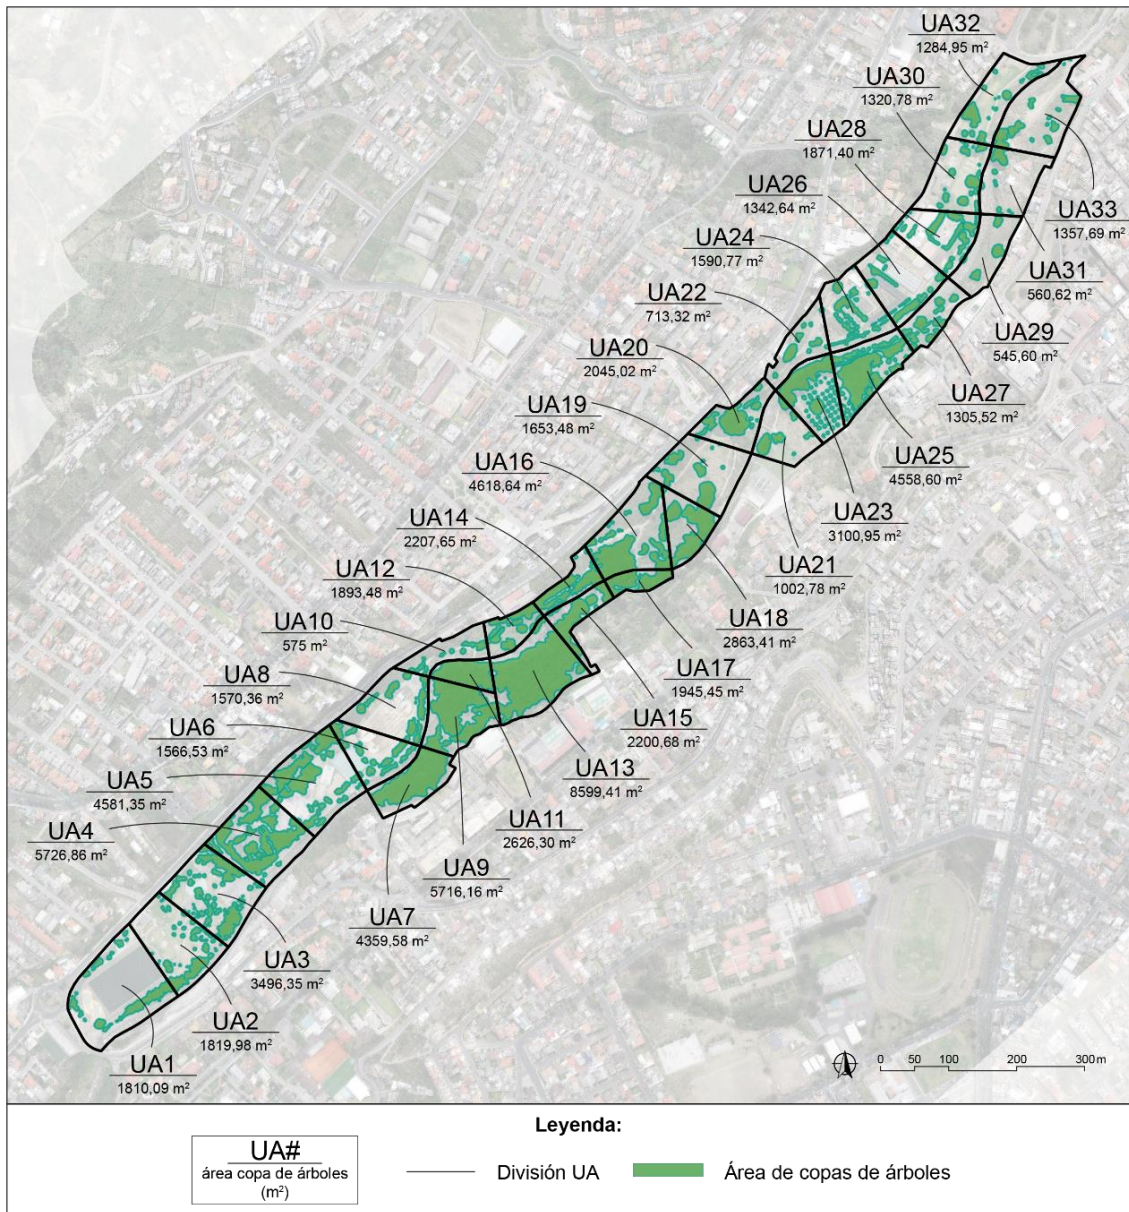 UA32
1284,95 m²
UA30
1320,78 m²
UA28
1871,40 m²
UA26
1342,64 m²
UA33
1357,69 m²
UA24
1590,77 m²
UA31
560,62 m²
UA22
713,32 m²
UA29
545,60 m²
UA20
2045,02 m²
UA27
1305,52 m²
UA19
1653,48 m²
UA25
4558,60 m²
UA16
4618,64 m²
UA23
3100,95 m²
UA14
2207,65 m²
UA21
1002,78 m²
UA12
1893,48 m²
UA18
2863,41 m²
UA10
575 m²
UA17
1945,45 m²
UA8
1570,36 m²
UA15
2200,68 m²
UA6
1566,53 m²
UA13
8599,41 m²
UA5
4581,35 m²
UA11
2626,30 m²
UA4
5726,86 m²
UA9
5716,16 m²
UA7
4359,58 m²
UA3
3496,35 m²
UA2
1819,98 m²
UA1
1810,09 m²
0 50 100 200 300 m
Leyenda:
UA#
área copa de árboles
(m²)
División UA
Área de copas de árboles